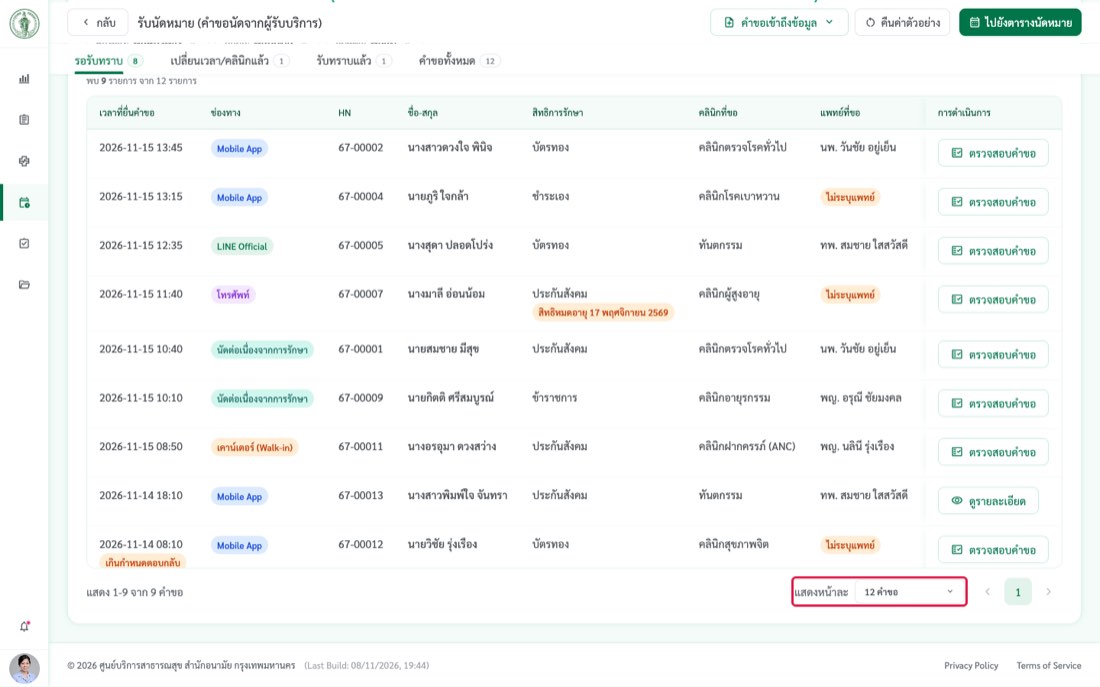 กลับ
รับนัดหมาย (คำขอนัดจากผู้รับบริการ)
คำขอเข้าถึงข้อมูล
คืนค่าตัวอย่าง
ไปยังตารางนัดหมาย
รอรับทราบ 8
เปลี่ยนเวลา/คลินิกแล้ว 1
รับทราบแล้ว 1
คำขอทั้งหมด 12
พบ 9 รายการ จาก 12 รายการ
เวลาที่ยื่นคำขอ ช่องทาง HN ชื่อ-สกุล สิทธิการรักษา คลินิกที่ขอ แพทย์ที่ขอ การดำเนินการ
2026-11-15 13:45 Mobile App 67-00002 นางสาวดวงใจ พินิจ บัตรทอง คลินิกตรวจโรคทั่วไป นพ. วันชัย อยู่เย็น ตรวจสอบคำขอ
2026-11-15 13:15 Mobile App 67-00004 นายภูริ ใจกล้า ชำระเอง คลินิกโรคเบาหวาน ไม่ระบุแพทย์ ตรวจสอบคำขอ
2026-11-15 12:35 LINE Official 67-00005 นางสุดา ปลอดโปร่ง บัตรทอง ทันตกรรม ทพ. สมชาย ใสสวัสดี ตรวจสอบคำขอ
2026-11-15 11:40 โทรศัพท์ 67-00007 นางมาลี อ่อนน้อม ประกันสังคม คลินิกผู้สูงอายุ ไม่ระบุแพทย์ ตรวจสอบคำขอ
สิทธิหมดอายุ 17 พฤศจิกายน 2569
2026-11-15 10:40 นัดต่อเนื่องจากการรักษา 67-00001 นายสมชาย มีสุข ประกันสังคม คลินิกตรวจโรคทั่วไป นพ. วันชัย อยู่เย็น ตรวจสอบคำขอ
2026-11-15 10:10 นัดต่อเนื่องจากการรักษา 67-00009 นายกิตติ ศรีสมบูรณ์ ข้าราชการ คลินิกอายุรกรรม พญ. อรุณี ชัยมงคล ตรวจสอบคำขอ
2026-11-15 08:50 เคาน์เตอร์ (Walk-in) 67-00011 นางอรอุมา ดวงสว่าง ประกันสังคม คลินิกฝากครรภ์ (ANC) พญ. นลินี รุ่งเรือง ตรวจสอบคำขอ
2026-11-14 18:10 Mobile App 67-00013 นางสาวพิมพ์ใจ จันทรา ประกันสังคม ทันตกรรม ทพ. สมชาย ใสสวัสดี ดูรายละเอียด
2026-11-14 08:10 Mobile App 67-00012 นายวิชัย รุ่งเรือง บัตรทอง คลินิกสุขภาพจิต ไม่ระบุแพทย์ ตรวจสอบคำขอ
เกินกำหนดตอบกลับ
แสดง 1-9 จาก 9 คำขอ
แสดงหน้าละ 12 คำขอ
1
© 2026 ศูนย์บริการสาธารณสุข สำนักอนามัย กรุงเทพมหานคร (Last Build: 08/11/2026, 19:44)
Privacy Policy Terms of Service